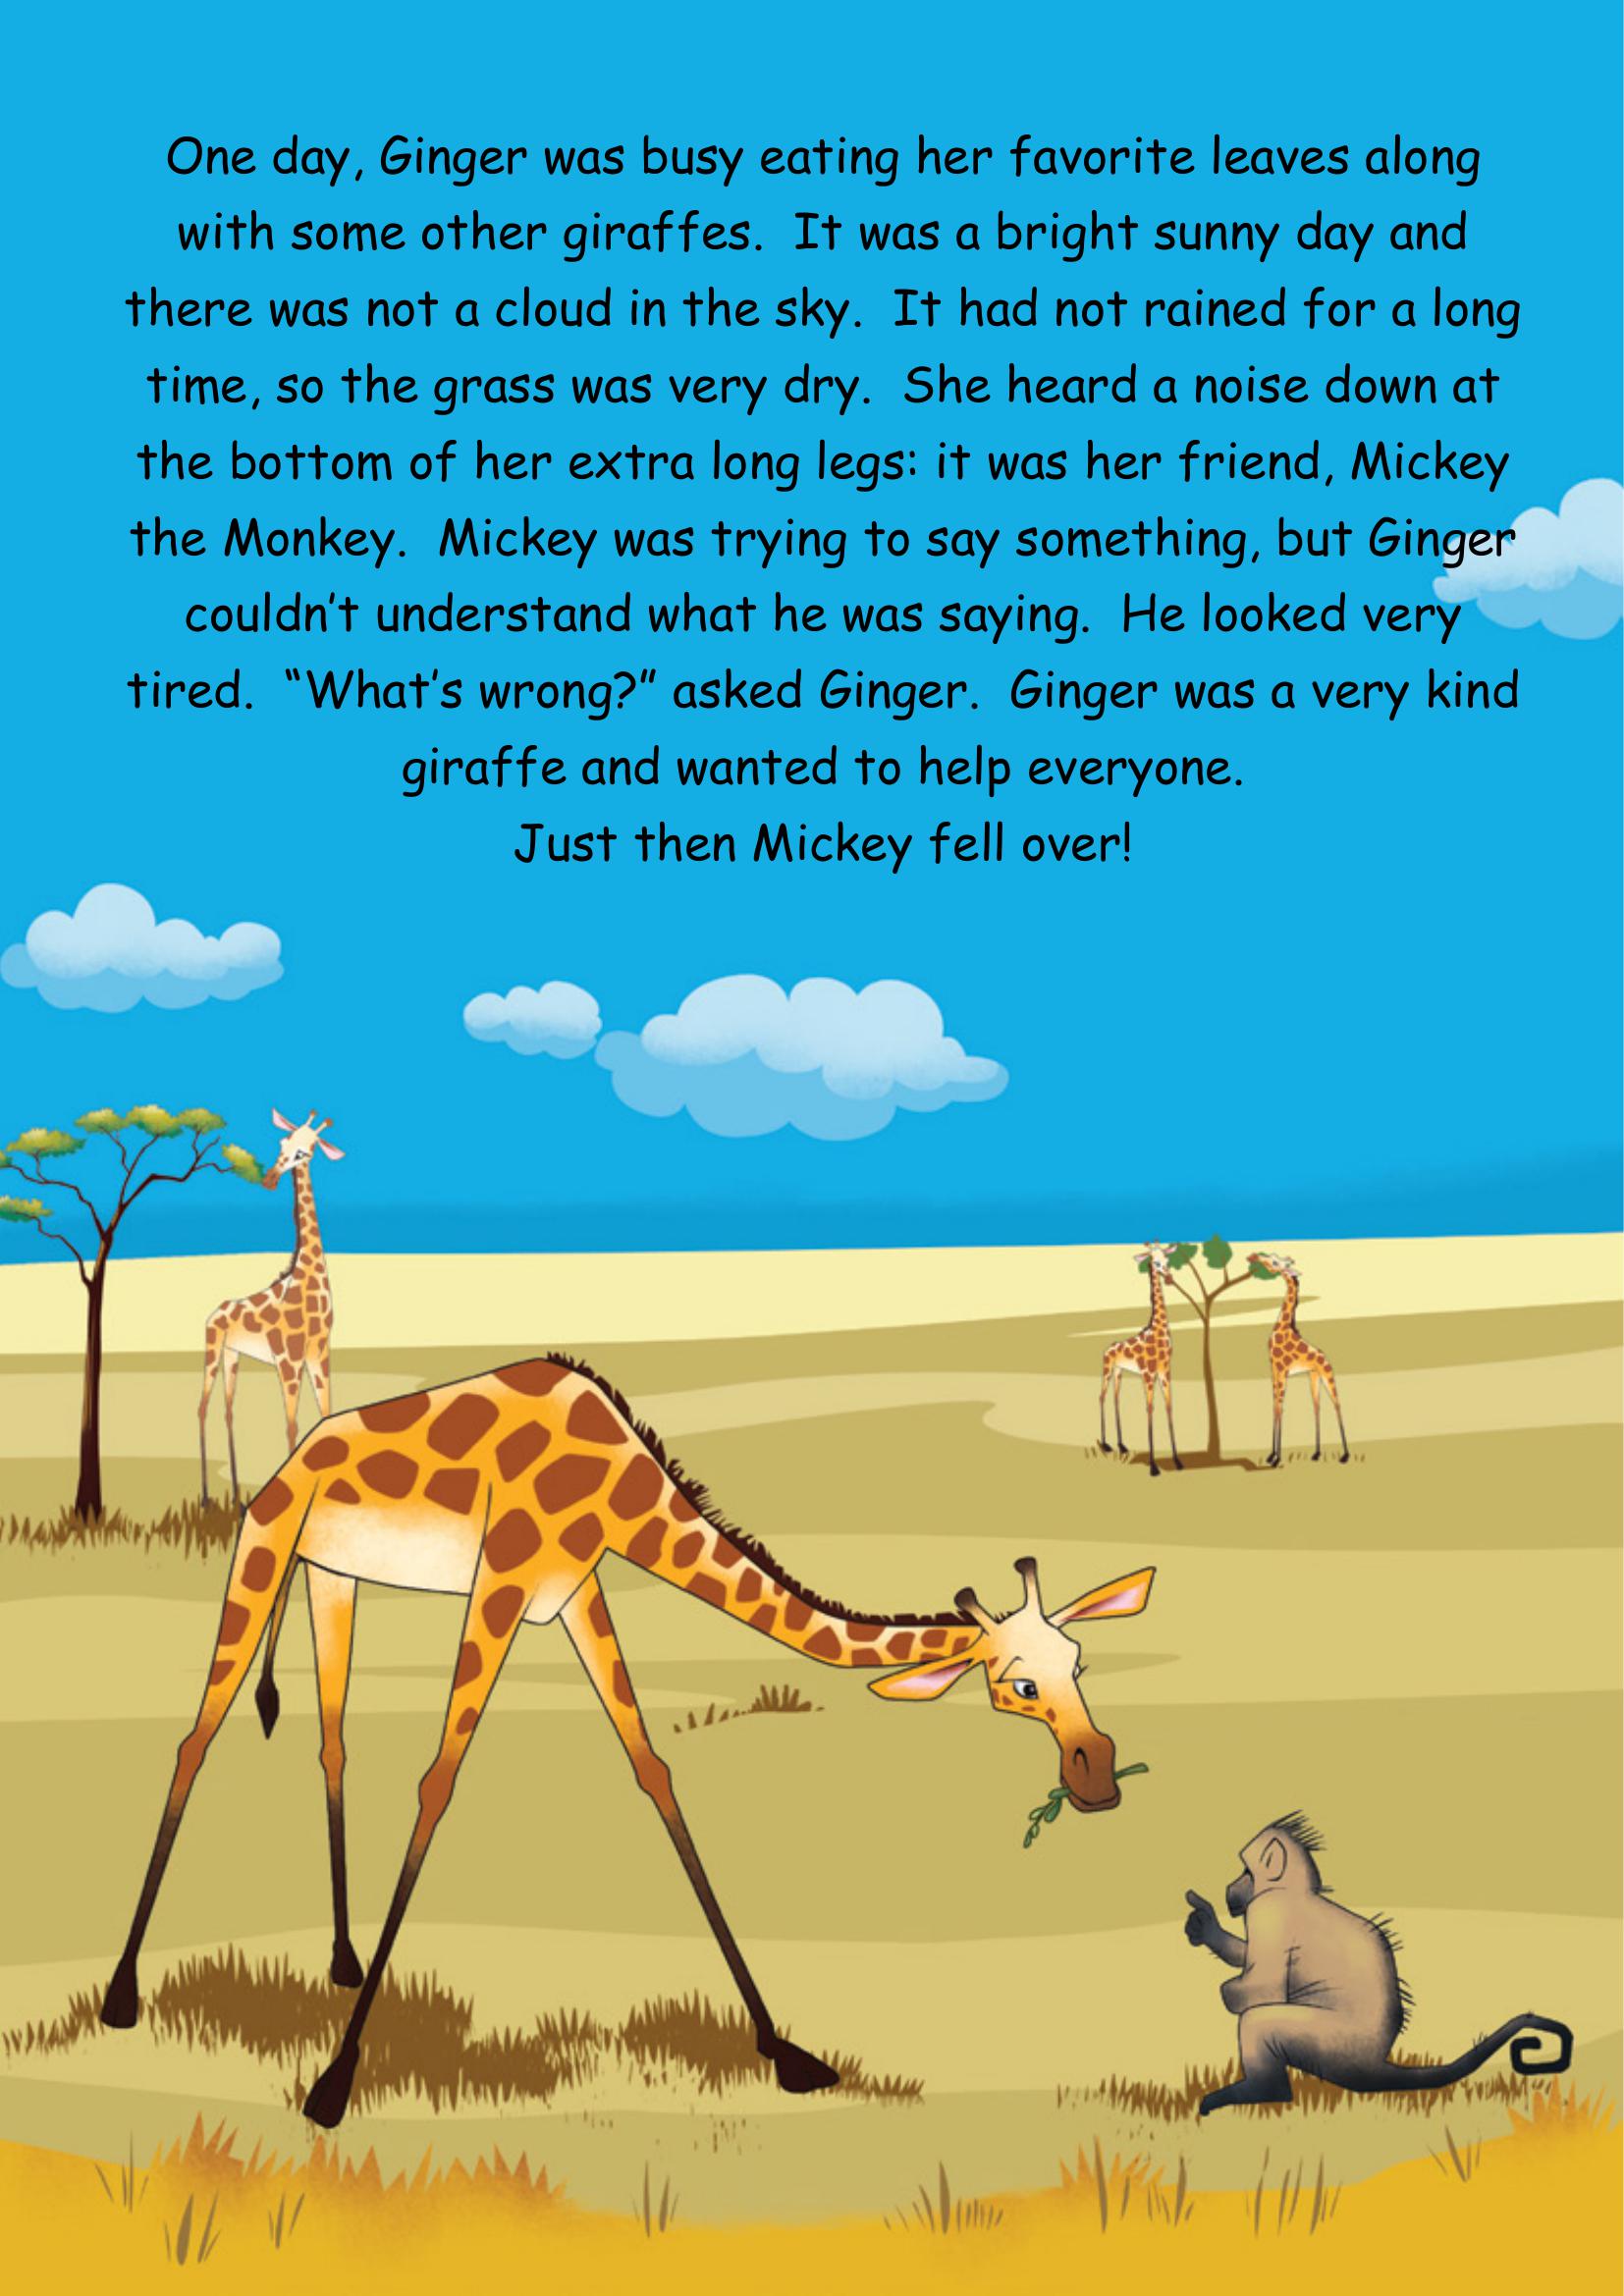 One day, Ginger was busy eating her favorite leaves along
with some other giraffes.  It was a bright sunny day and
there was not a cloud in the sky.  It had not rained for a long
time, so the grass was very dry.  She heard a noise down at
the bottom of her extra long legs: it was her friend, Mickey
the Monkey.  Mickey was trying to say something, but Ginger
couldn’t understand what he was saying.  He looked very
tired.  “What’s wrong?” asked Ginger.  Ginger was a very kind
giraffe and wanted to help everyone.
Just then Mickey fell over!